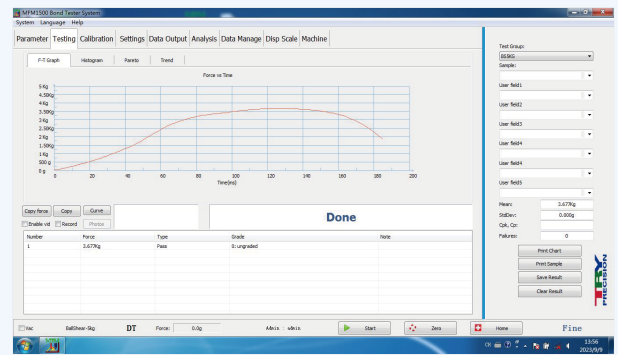 MFM1500 Bond Tester System
System Language Help
Parameter Testing Calibration Settings Data Output Analysis Data Manage Disp Scale Machine
F-T Graph Histogram Pareto Trend
Force vs Time
5 Kg
4.50Kg
4 Kg
3.50Kg
3 Kg
2.50Kg
2 Kg
1.50Kg
1 Kg
500 g
0 g
0 20 40 60 80 100 120 140 160 180 200
Time(ms)
Copy force Copy Curve
Enable vid Record Photos
Done
Number Force Type Grade Note
1 3.677Kg Pass 0: ungraded
Test Group:
BS5KG
Sample:
User field1
User field2
User field3
User field4
User field4
User field5
Mean: 3.677Kg
StdDev: 0.000g
Cpk, Cp:
Failures: 0
Print Chart
Print Sample
Save Result
Clear Result
TRY PRECISION
Vac BallShear-5kg DT Force: 0.0g Admin : admin Start Zero Home Fine
CH
13:56
2023/9/9